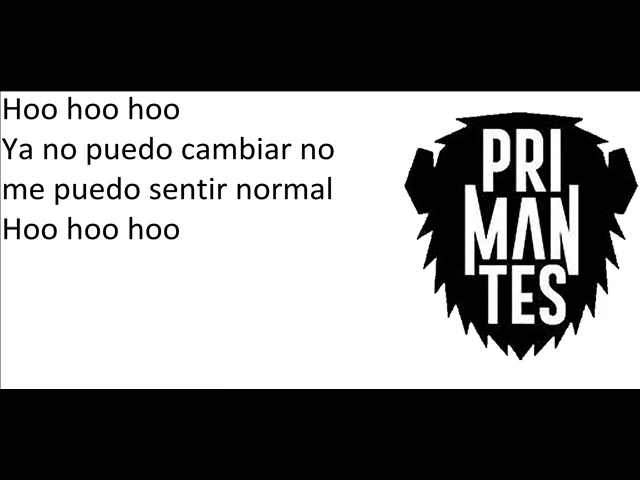 Hoo hoo hoo
Ya no puedo cambiar no
me puedo sentir normal
Hoo hoo hoo
PRI
MAN
TES